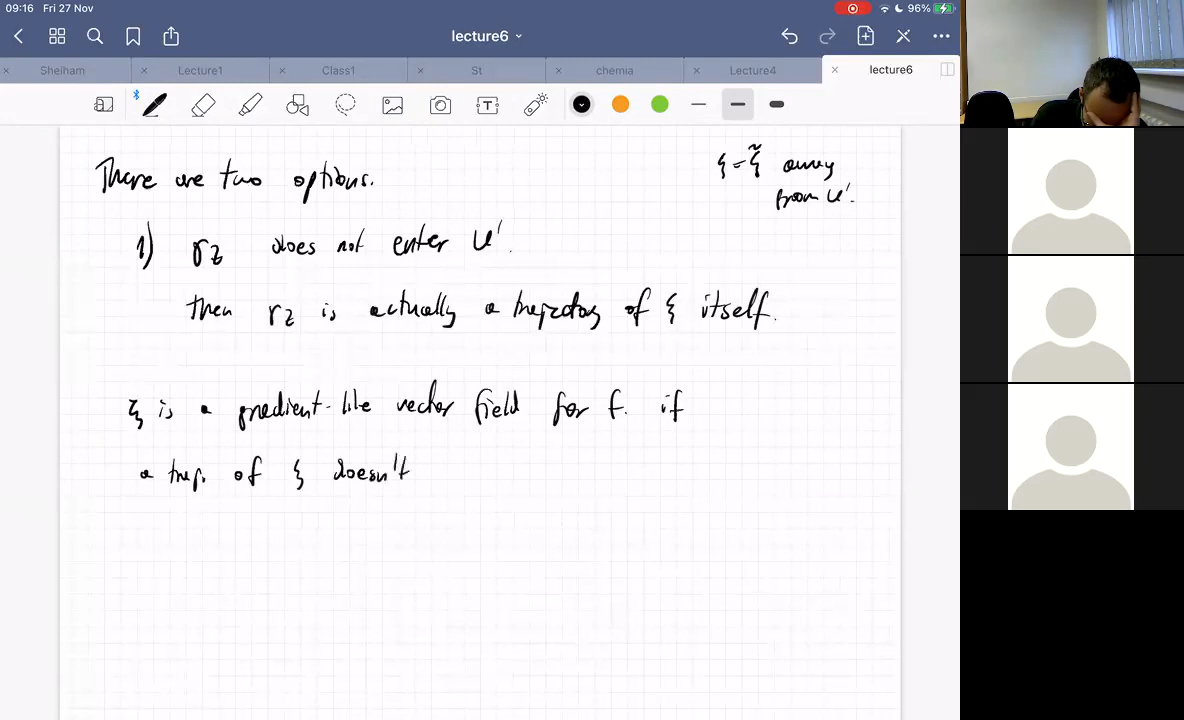 09:16 Fri 27 Nov
96%
lecture6
Sheiham
Lecture1
Class1
St
chemia
Lecture4
lecture6
There are two options.
ξ = ξ̃ away
from U'.
1) γz does not enter U'.
then γz is actually a trajectory of ξ itself.
ξ is a gradient-like vector field for f. if
a traj. of ξ doesn't